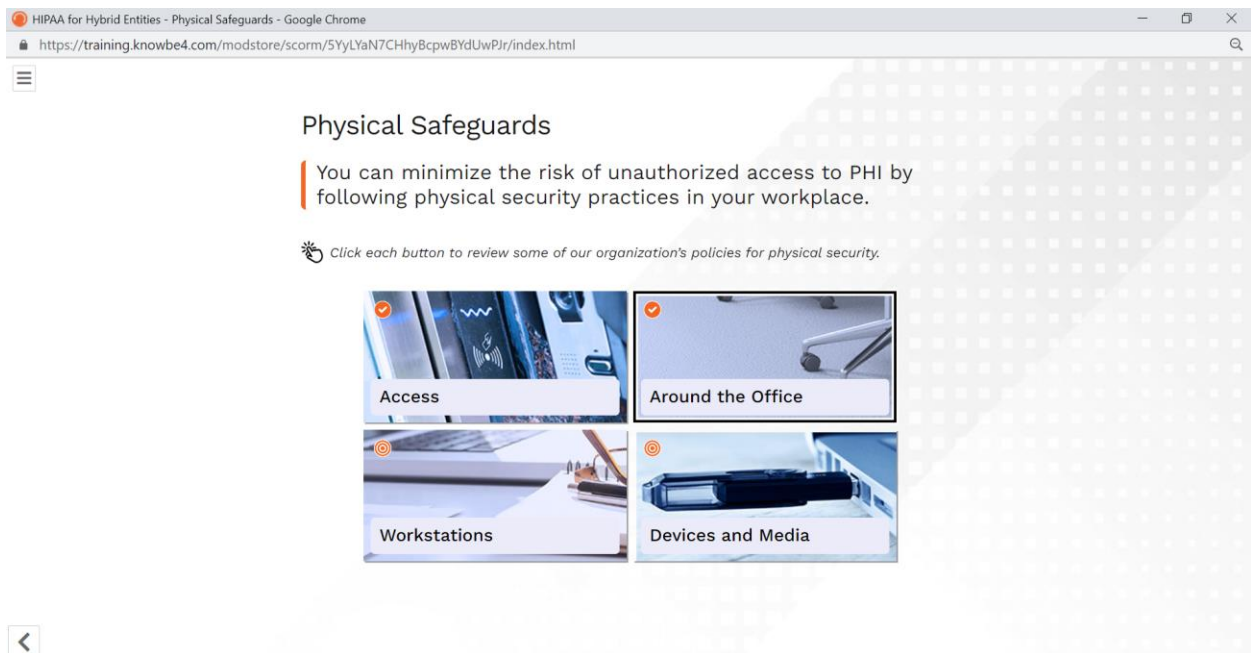 HIPAA for Hybrid Entities - Physical Safeguards - Google Chrome
https://training.knowbe4.com/modstore/scorm/5YyLYaN7CHhyBcpwBYdUwPJr/index.html
Physical Safeguards
You can minimize the risk of unauthorized access to PHI by
following physical security practices in your workplace.
Click each button to review some of our organization's policies for physical security.
Access
Around the Office
Workstations
Devices and Media